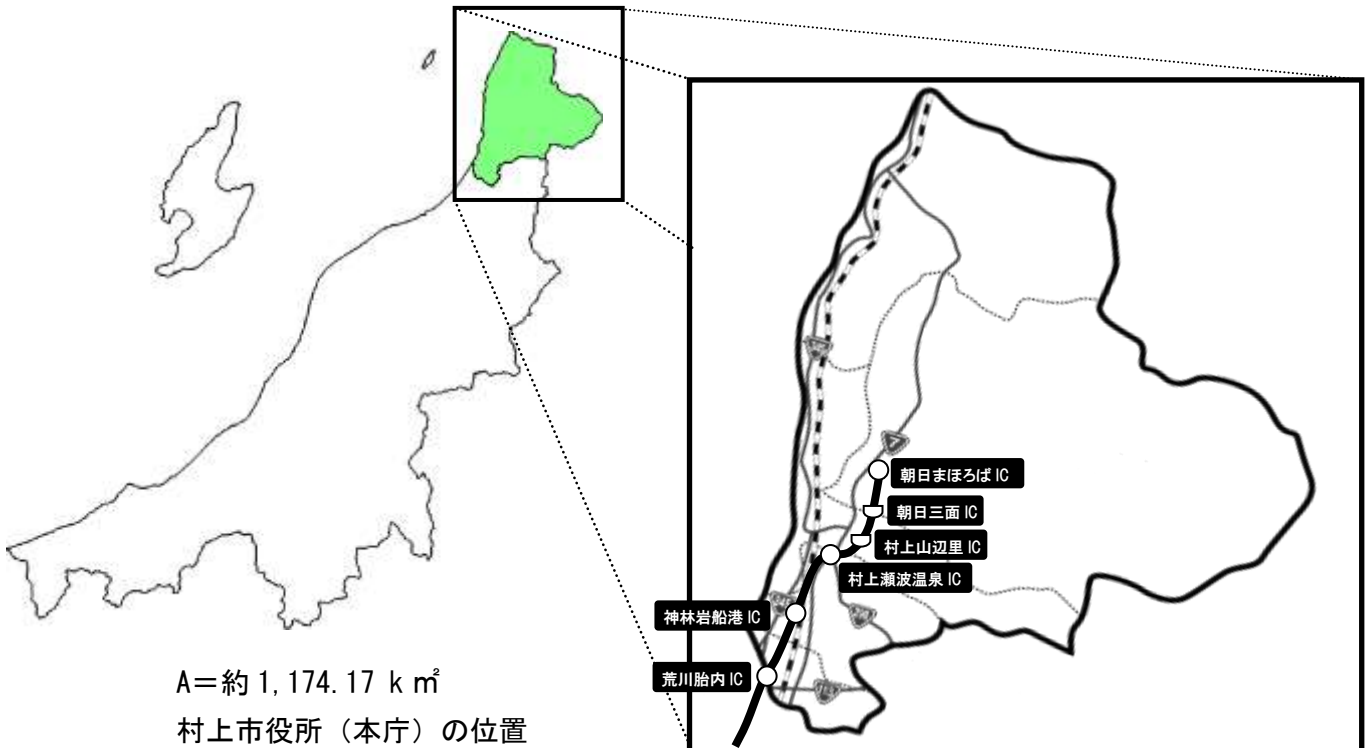 朝日まほろば IC
朝日三面 IC
村上山辺里 IC
村上瀬波温泉 IC
神林岩船港 IC
荒川胎内 IC
7
A＝約 1,174.17 ｋ㎡
村上市役所（本庁）の位置